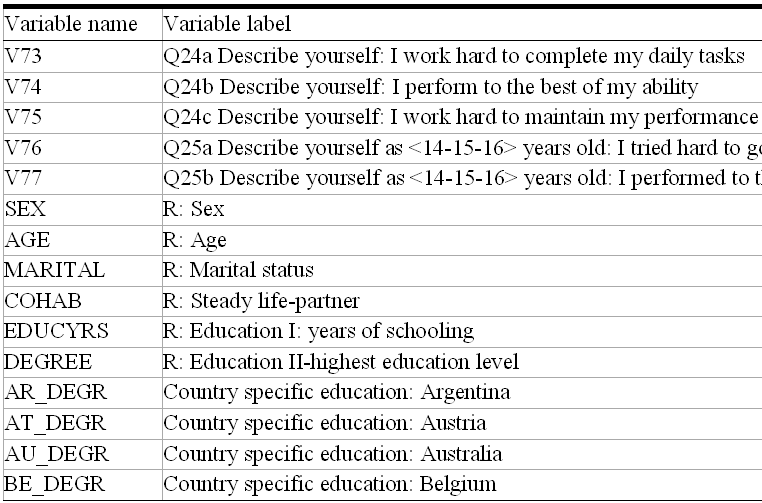 Variable name Variable label
V73 Q24a Describe yourself: I work hard to complete my daily tasks
V74 Q24b Describe yourself: I perform to the best of my ability
V75 Q24c Describe yourself: I work hard to maintain my performance
V76 Q25a Describe yourself as <14-15-16> years old: I tried hard to
V77 Q25b Describe yourself as <14-15-16> years old: I performed to
SEX R: Sex
AGE R: Age
MARITAL R: Marital status
COHAB R: Steady life-partner
EDUCYRS R: Education I: years of schooling
DEGREE R: Education II-highest education level
AR_DEGR Country specific education: Argentina
AT_DEGR Country specific education: Austria
AU_DEGR Country specific education: Australia
BE_DEGR Country specific education: Belgium